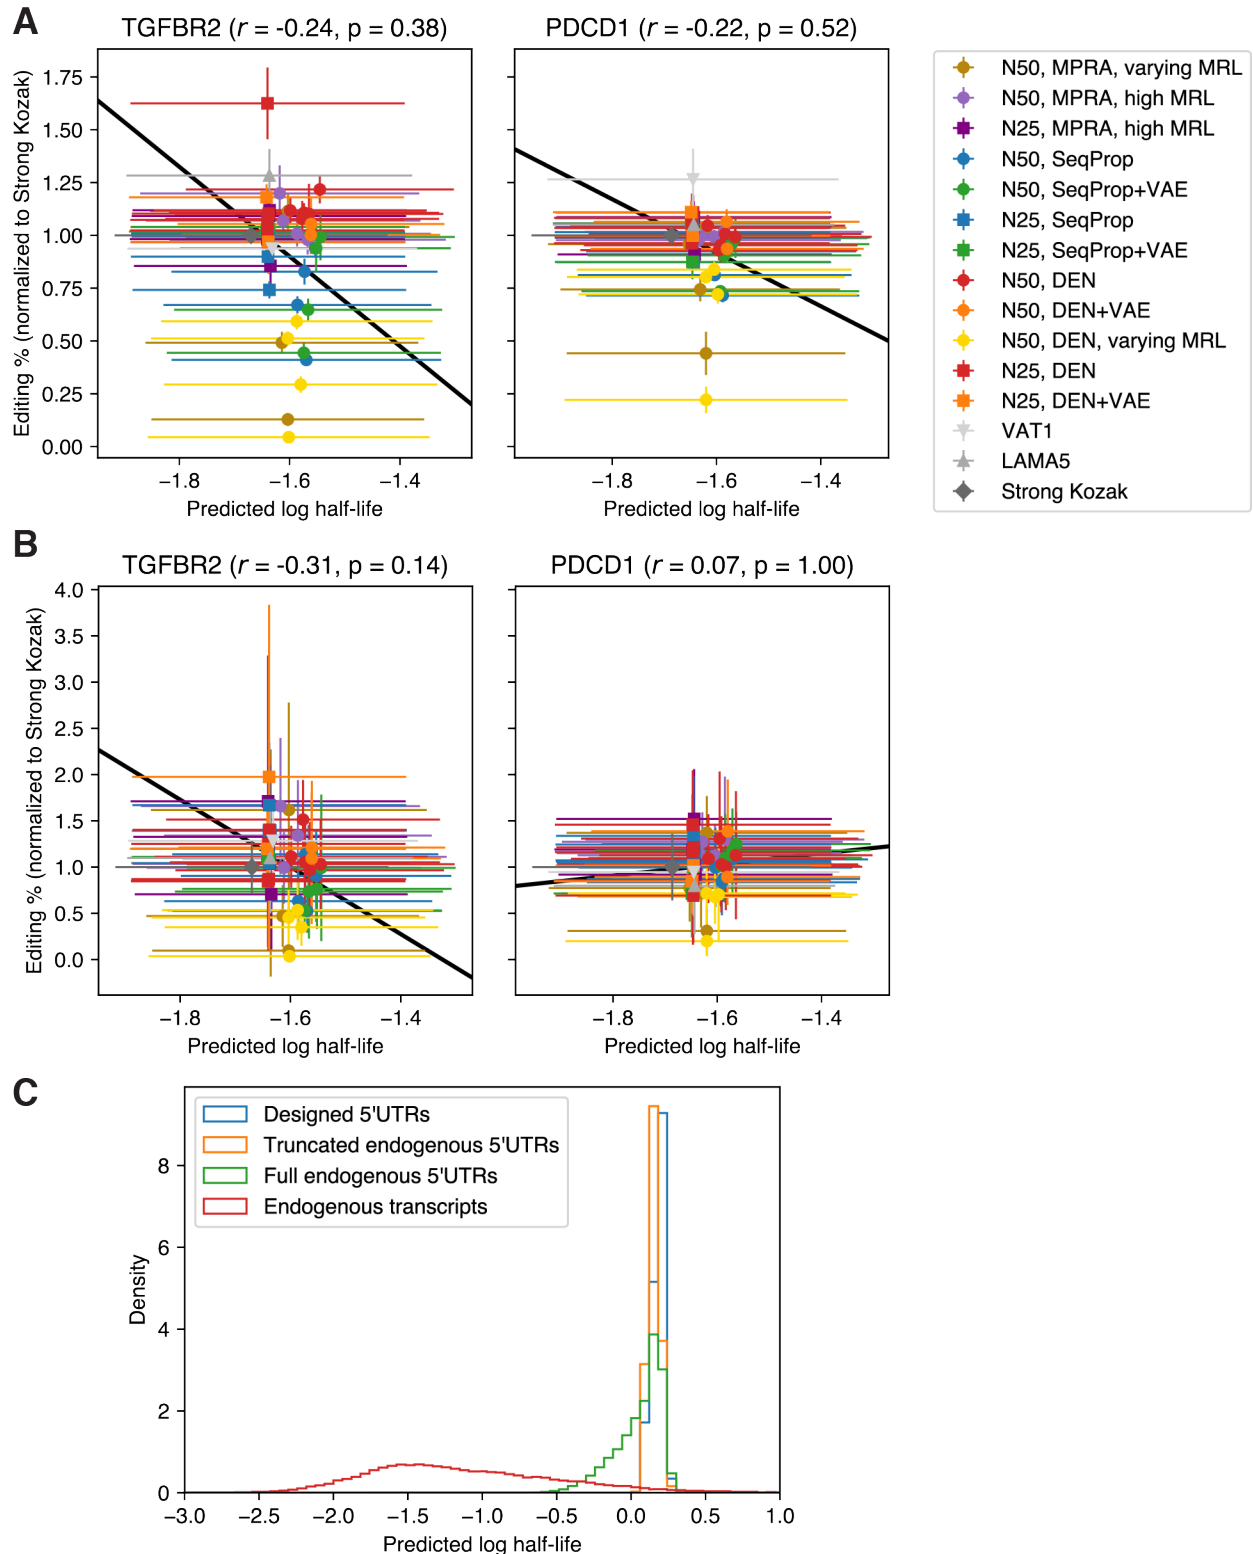 A
TGFBR2 (r = -0.24, p = 0.38)
PDCD1 (r = -0.22, p = 0.52)
Editing % (normalized to Strong Kozak)
1.75
1.50
1.25
1.00
0.75
0.50
0.25
0.00
−1.8
−1.6
−1.4
−1.8
−1.6
−1.4
Predicted log half-life
Predicted log half-life
N50, MPRA, varying MRL
N50, MPRA, high MRL
N25, MPRA, high MRL
N50, SeqProp
N50, SeqProp+VAE
N25, SeqProp
N25, SeqProp+VAE
N50, DEN
N50, DEN+VAE
N50, DEN, varying MRL
N25, DEN
N25, DEN+VAE
VAT1
LAMA5
Strong Kozak
B
TGFBR2 (r = -0.31, p = 0.14)
PDCD1 (r = 0.07, p = 1.00)
Editing % (normalized to Strong Kozak)
4.0
3.5
3.0
2.5
2.0
1.5
1.0
0.5
0.0
−1.8
−1.6
−1.4
−1.8
−1.6
−1.4
Predicted log half-life
Predicted log half-life
C
Designed 5'UTRs
Truncated endogenous 5'UTRs
Full endogenous 5'UTRs
Endogenous transcripts
Density
8
6
4
2
0
−3.0
−2.5
−2.0
−1.5
−1.0
−0.5
0.0
0.5
1.0
Predicted log half-life